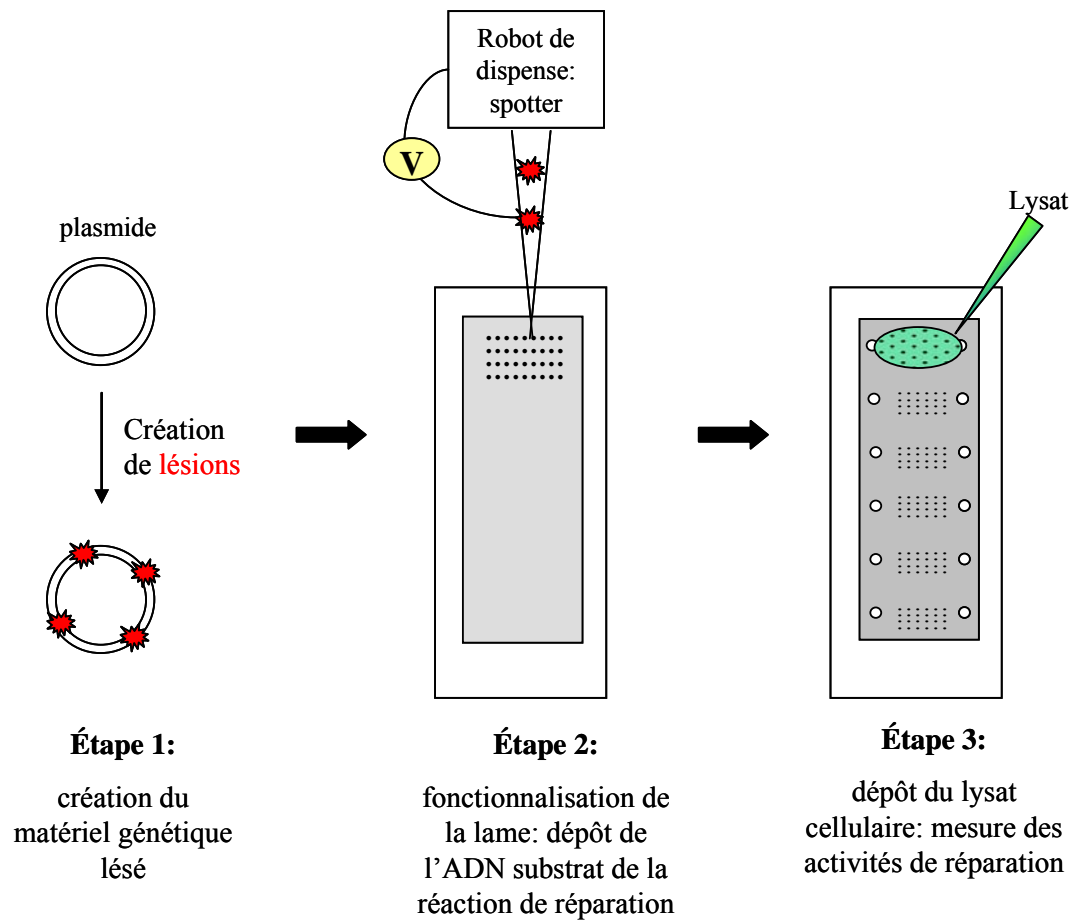 Robot de
dispense:
spotter
V
Lysat
plasmide
Création
de lésions
Étape 1:
création du
matériel génétique
lésé
Étape 2:
fonctionnalisation de
la lame: dépôt de
l’ADN substrat de la
réaction de réparation
Étape 3:
dépôt du lysat
cellulaire: mesure des
activités de réparation